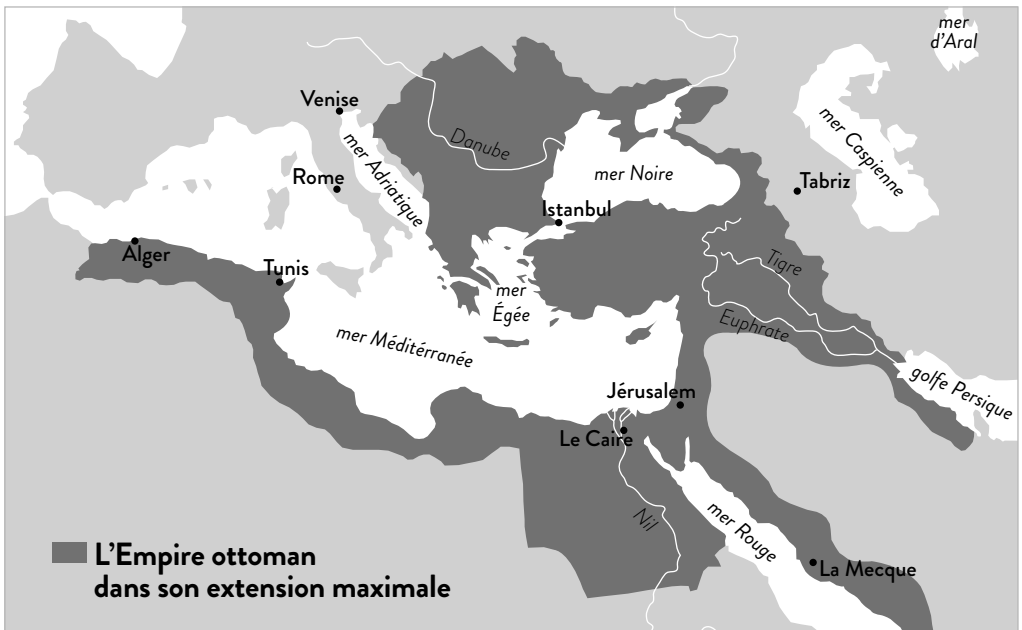 mer
d'Aral
Venise
mer Caspienne
Danube
mer Adriatique
mer Noire
Rome
Tabriz
Istanbul
Alger
Tunis
Tigre
mer
Égée
Euphrate
mer Méditérranée
golfe Persique
Jérusalem
Le Caire
Nil
mer Rouge
La Mecque
L'Empire ottoman
dans son extension maximale